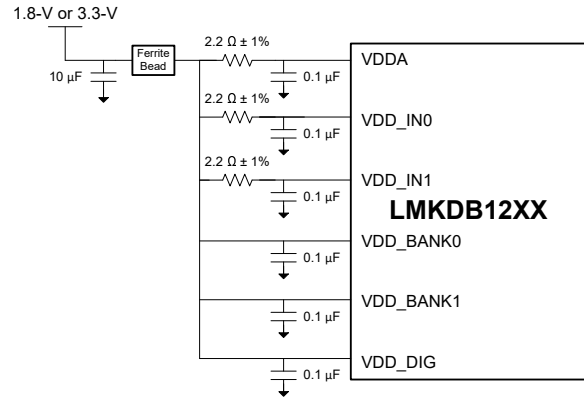 1.8-V or 3.3-V
Ferrite
Bead
10 µF
2.2 Ω ± 1%
0.1 µF
VDDA
2.2 Ω ± 1%
0.1 µF
VDD_IN0
2.2 Ω ± 1%
0.1 µF
VDD_IN1
LMKDB12XX
0.1 µF
VDD_BANK0
0.1 µF
VDD_BANK1
0.1 µF
VDD_DIG